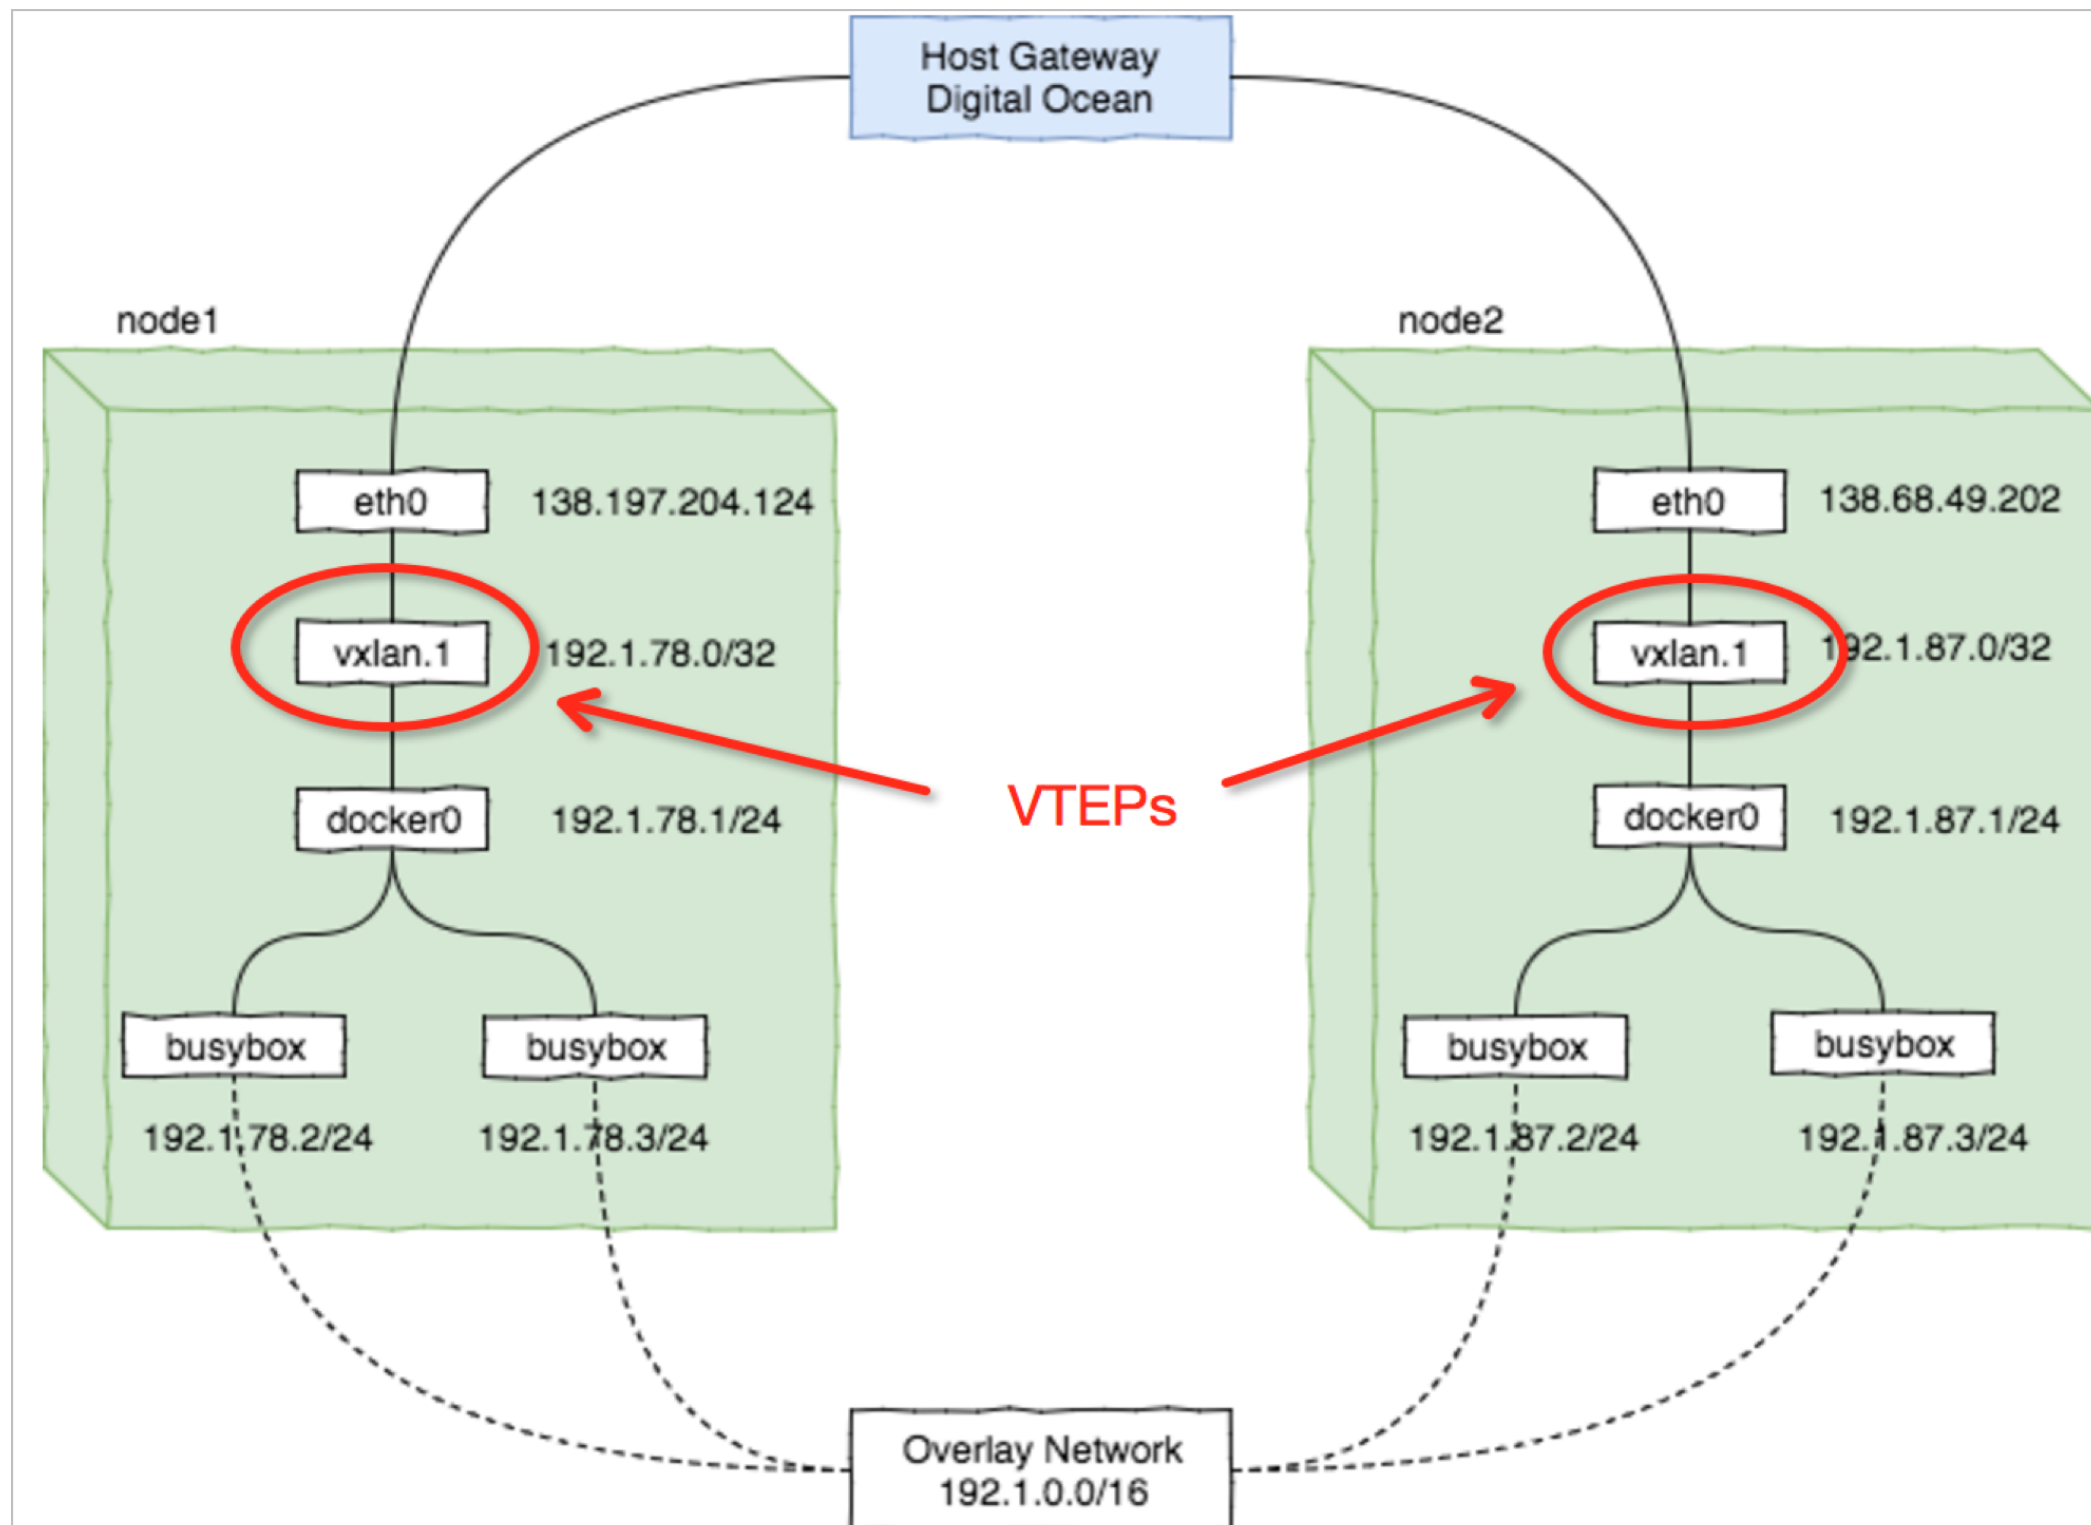 Host Gateway
Digital Ocean
node1
node2
eth0
138.197.204.124
eth0
138.68.49.202
vxlan.1
192.1.78.0/32
vxlan.1
192.1.87.0/32
VTEPs
docker0
192.1.78.1/24
docker0
192.1.87.1/24
busybox
busybox
busybox
busybox
192.1.78.2/24
192.1.78.3/24
192.1.87.2/24
192.1.87.3/24
Overlay Network
192.1.0.0/16